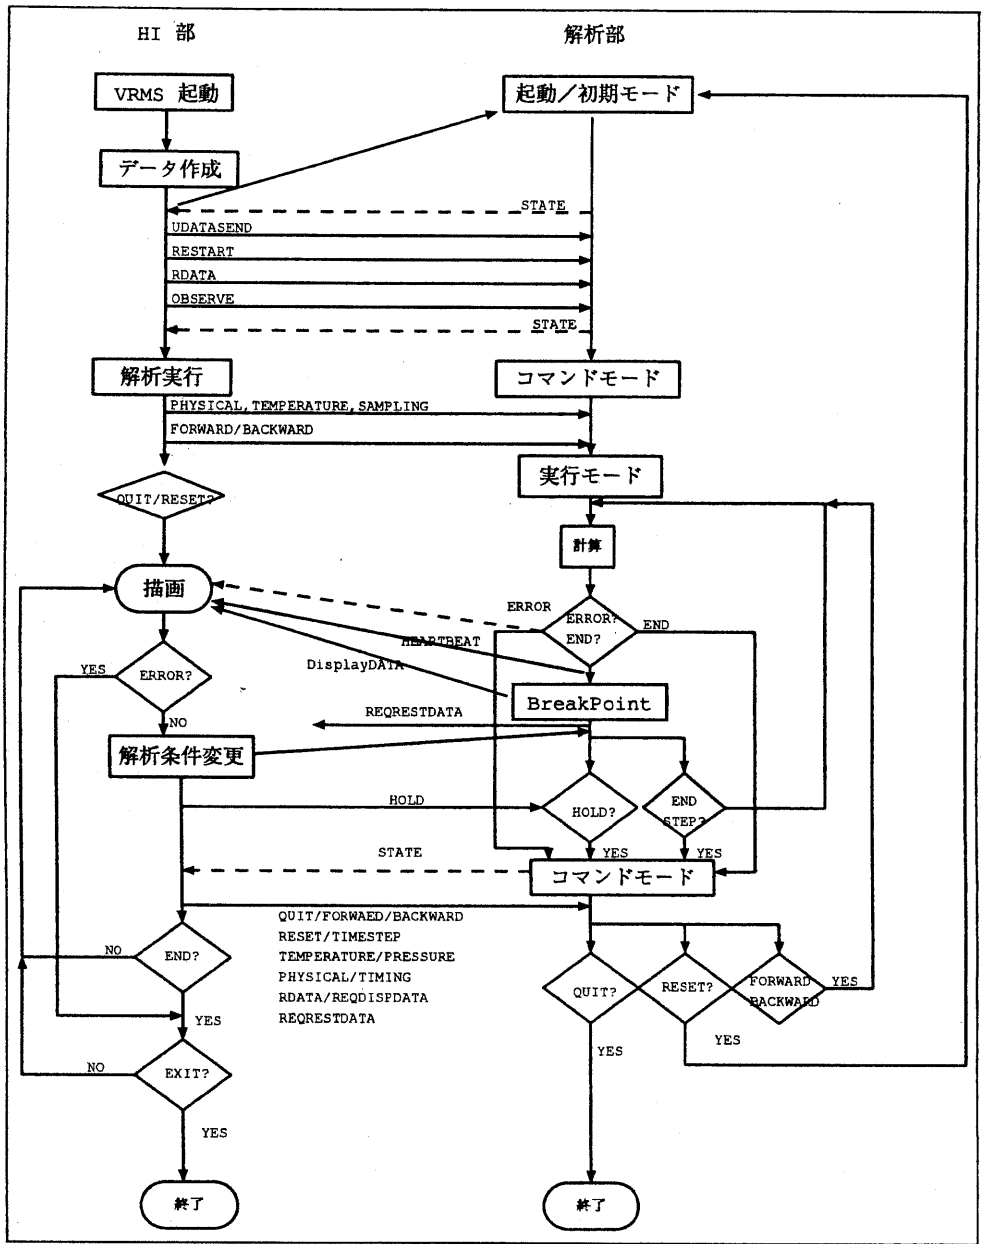 HI 部
解析部
VRMS 起動
起動／初期モード
データ作成
STATE
UDATASEND
RESTART
RDATA
OBSERVE
STATE
解析実行
コマンドモード
PHYSICAL,TEMPERATURE,SAMPLING
FORWARD/BACKWARD
実行モード
QUIT/RESET?
計算
描画
ERROR
ERROR?
END?
END
HEARTBEAT
DisplayDATA
YES
ERROR?
BreakPoint
REQRESTDATA
NO
解析条件変更
HOLD
HOLD?
END
STEP?
STATE
YES
YES
コマンドモード
QUIT/FORWAED/BACKWARD
RESET/TIMESTEP
TEMPERATURE/PRESSURE
PHYSICAL/TIMING
RDATA/REQDISPDATA
REQRESTDATA
NO
END?
QUIT?
RESET?
FORWARD
BACKWARD
YES
YES
YES
YES
NO
EXIT?
YES
終了
終了